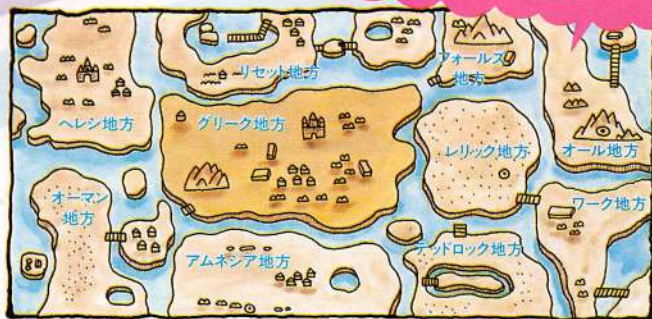 リセット地方
フォールズ
地方
ヘレシ地方
グリーク地方
レリック地方
オール地方
オーマン
地方
ワーク地方
アムネシア地方
デッドロック地方